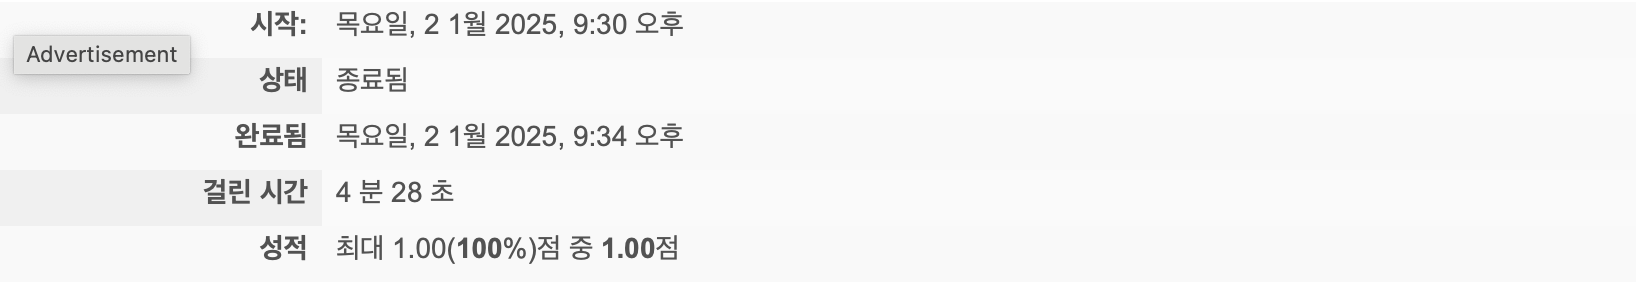 시작: 목요일, 2 1월 2025, 9:30 오후
Advertisement
상태 종료됨
완료됨 목요일, 2 1월 2025, 9:34 오후
걸린 시간 4 분 28 초
성적 최대 1.00(100%)점 중 1.00점